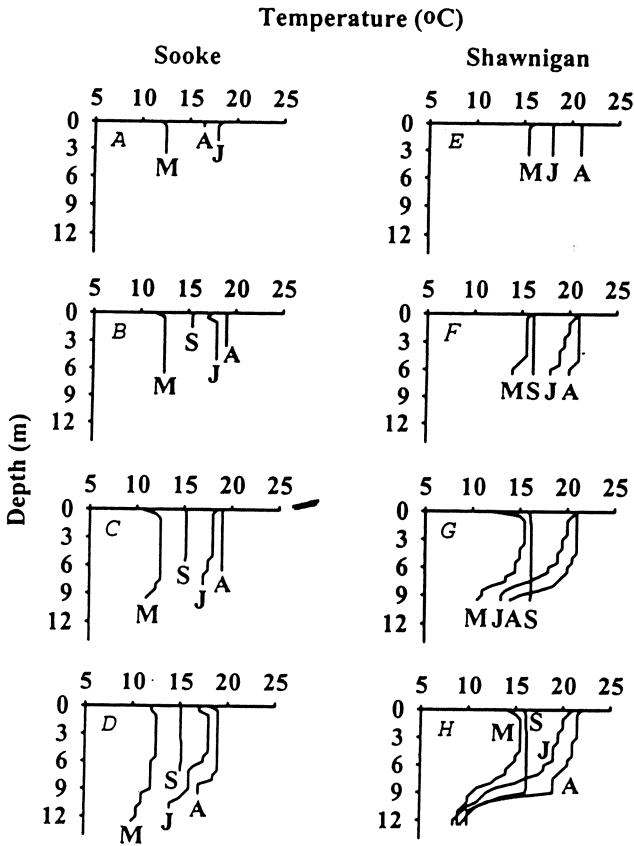 Temperature (oC)
Sooke Shawnigan
5 10 15 20 25 5 10 15 20 25
0 A A 0 E
3 M J 3 M J A
6 6
9 9
12 12
5 10 15 20 25 5 10 15 20 25
0 B S 0 F
3 A 3
6 M J 6 M S J A
9 9
12 12
Depth (m)
5 10 15 20 25 5 10 15 20 25
0 C 0 G
3 3
6 S A 6
9 M J 9 M J A S
12 12
5 10 15 20 25 5 10 15 20 25
0 D 0 H M S
3 3 J
6 S 6
9 J A 9 A
12 M 12